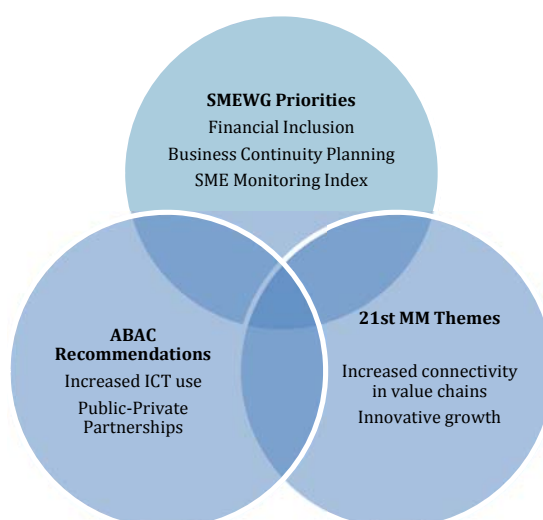 SMEWG Priorities
Financial Inclusion
Business Continuity Planning
SME Monitoring Index
ABAC
Recommendations
Increased ICT use
Public-Private
Partnerships
21st MM Themes
Increased connectivity
in value chains
Innovative growth